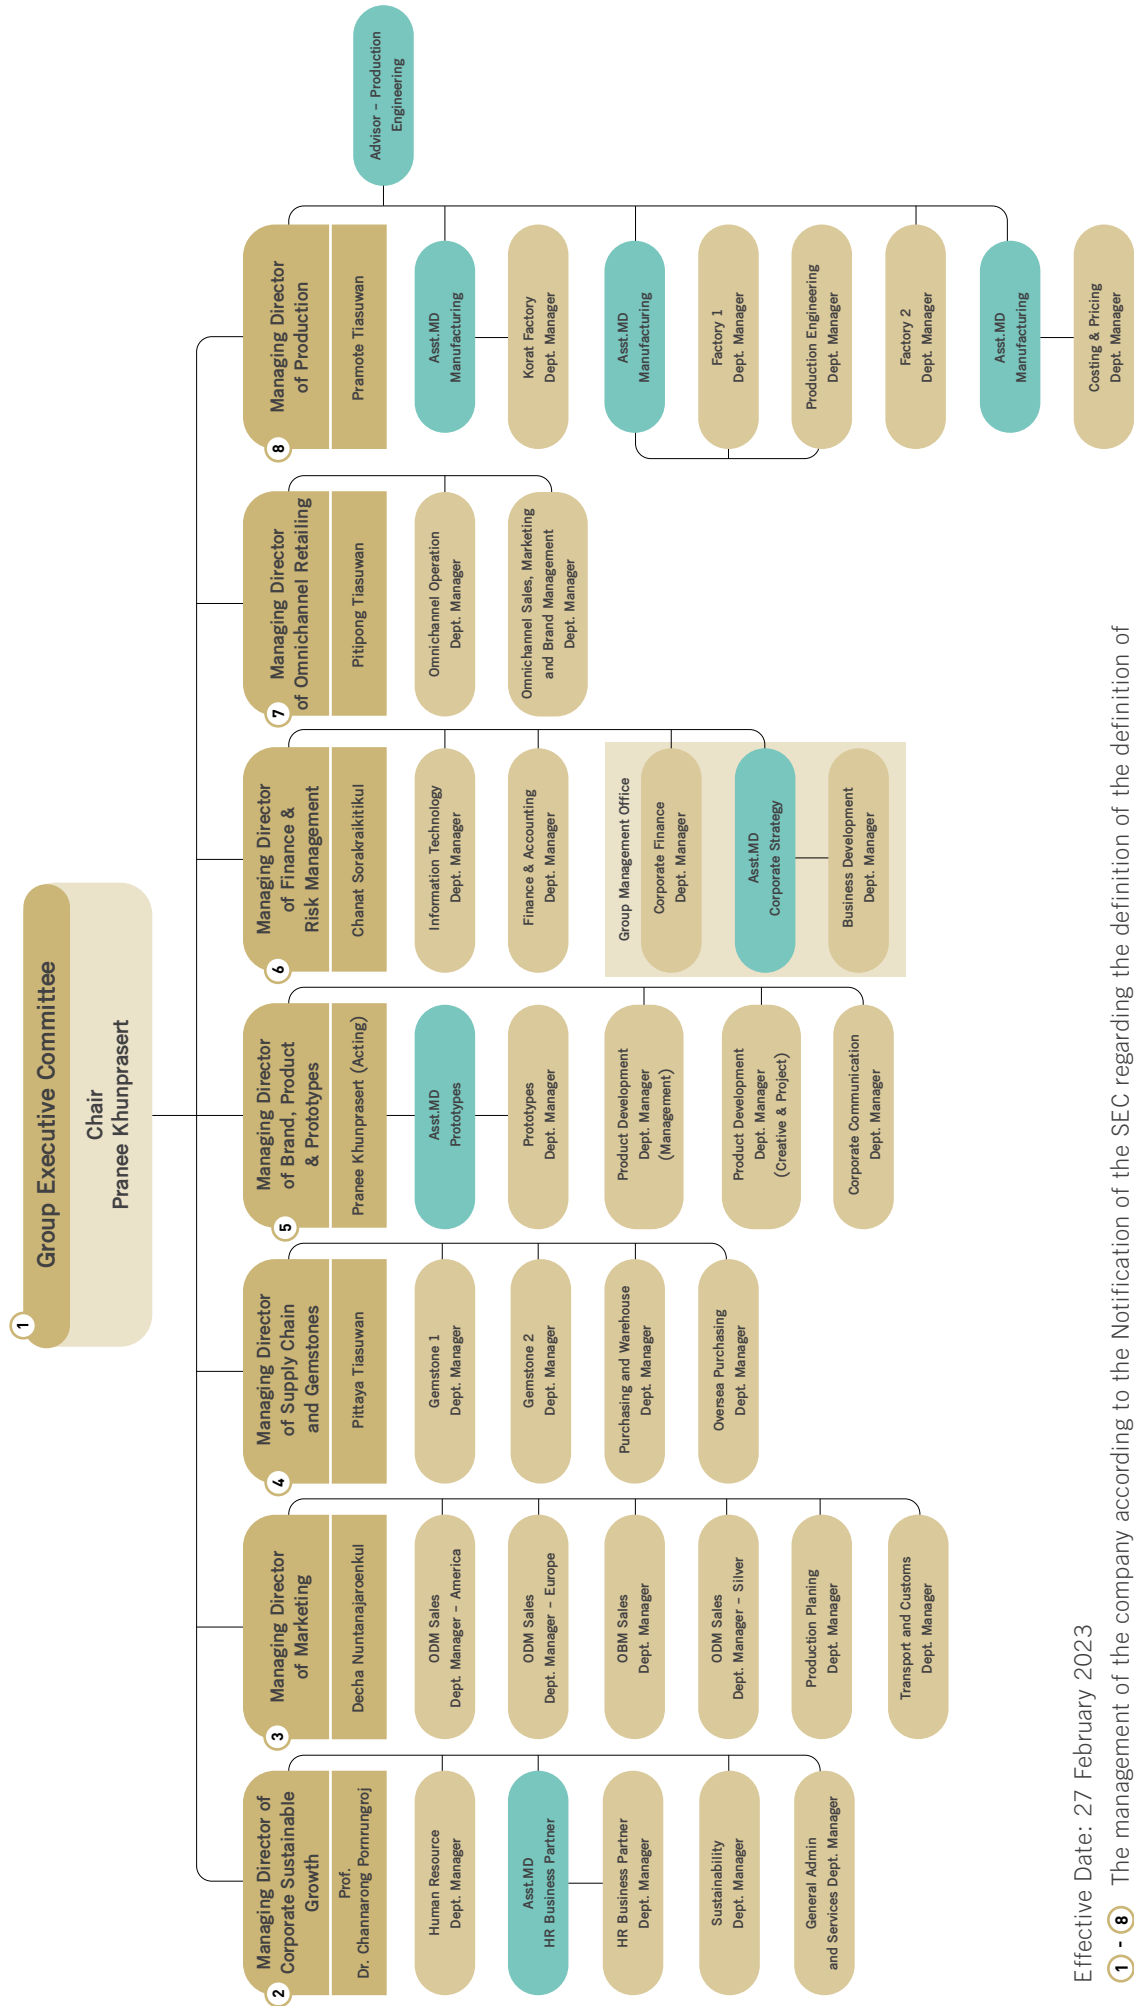 1
Group Executive Committee
Chair
Pranee Khunprasert
2
Managing Director of
Corporate Sustainable
Growth
Prof.
Dr. Channarong Pornrungroj
Human Resource
Dept. Manager
Asst.MD
HR Business Partner
HR Business Partner
Dept. Manager
Sustainability
Dept. Manager
General Admin
and Services Dept. Manager
3
Managing Director
of Marketing
Decha Nuntanajaroenkul
ODM Sales
Dept. Manager – America
ODM Sales
Dept. Manager – Europe
OBM Sales
Dept. Manager
ODM Sales
Dept. Manager – Silver
Production Planing
Dept. Manager
Transport and Customs
Dept. Manager
4
Managing Director
of Supply Chain
and Gemstones
Pittaya Tiasuwan
Gemstone 1
Dept. Manager
Gemstone 2
Dept. Manager
Purchasing and Warehouse
Dept. Manager
Oversea Purchasing
Dept. Manager
5
Managing Director
of Brand, Product
& Prototypes
Pranee Khunprasert (Acting)
Asst.MD
Prototypes
Prototypes
Dept. Manager
Product Development
Dept. Manager
(Management)
Product Development
Dept. Manager
(Creative & Project)
Corporate Communication
Dept. Manager
6
Managing Director
of Finance &
Risk Management
Chanat Sorakraikitikul
Information Technology
Dept. Manager
Finance & Accounting
Dept. Manager
Group Management Office
Corporate Finance
Dept. Manager
Asst.MD
Corporate Strategy
Business Development
Dept. Manager
7
Managing Director
of Omnichannel Retailing
Pitipong Tiasuwan
Omnichannel Operation
Dept. Manager
Omnichannel Sales, Marketing
and Brand Management
Dept. Manager
8
Managing Director
of Production
Pramote Tiasuwan
Advisor – Production
Engineering
Asst.MD
Manufacturing
Korat Factory
Dept. Manager
Asst.MD
Manufacturing
Factory 1
Dept. Manager
Production Engineering
Dept. Manager
Factory 2
Dept. Manager
Asst.MD
Manufacturing
Costing & Pricing
Dept. Manager
Effective Date: 27 February 2023
1 - 8 The management of the company according to the Notification of the SEC regarding the definition of the definition of